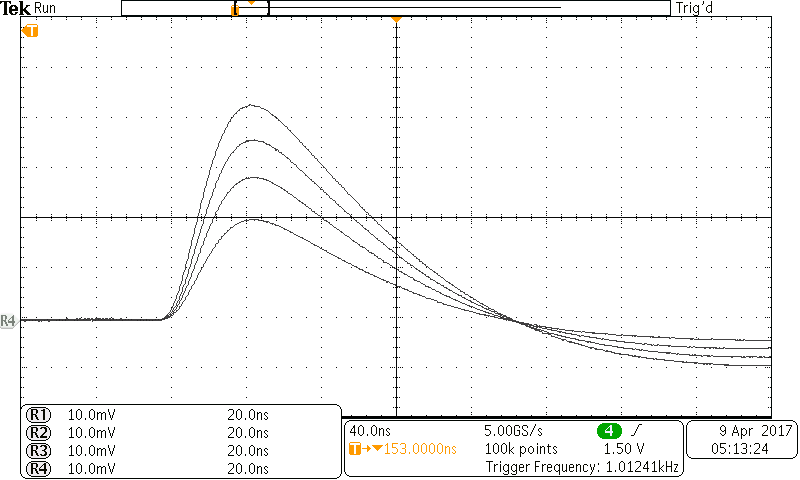 Tek Run Trig'd
T
R4
R1 10.0mV 20.0ns
R2 10.0mV 20.0ns
R3 10.0mV 20.0ns
R4 10.0mV 20.0ns
40.0ns 5.00GS/s 4 1.50 V
T→▼153.0000ns 100k points
Trigger Frequency: 1.01241kHz
9 Apr 2017
05:13:24